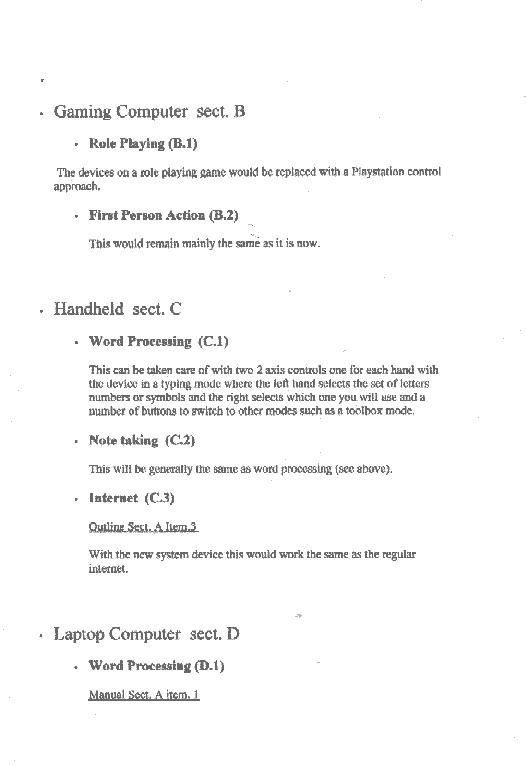 Gaming Computer sect. B
Role Playing (B.1)
The devices on a role playing game would be replaced with a Playstation control
approach.
First Person Action (B.2)
This would remain mainly the same as it is now.
Handheld sect. C
Word Processing (C.1)
This can be taken care of with two 2 axis controls one for each hand with
the device in a typing mode where the left hand selects the set of letters
numbers or symbols and the right selects which one you will use and a
number of buttons to switch to other modes such as a toolbox mode.
Note taking (C.2)
This will be generally the same as word processing (see above).
Internet (C.3)
Outline Sect. A Item.3
With the new system device this would work the same as the regular
internet.
Laptop Computer sect. D
Word Processing (D.1)
Manual Sect. A item. 1